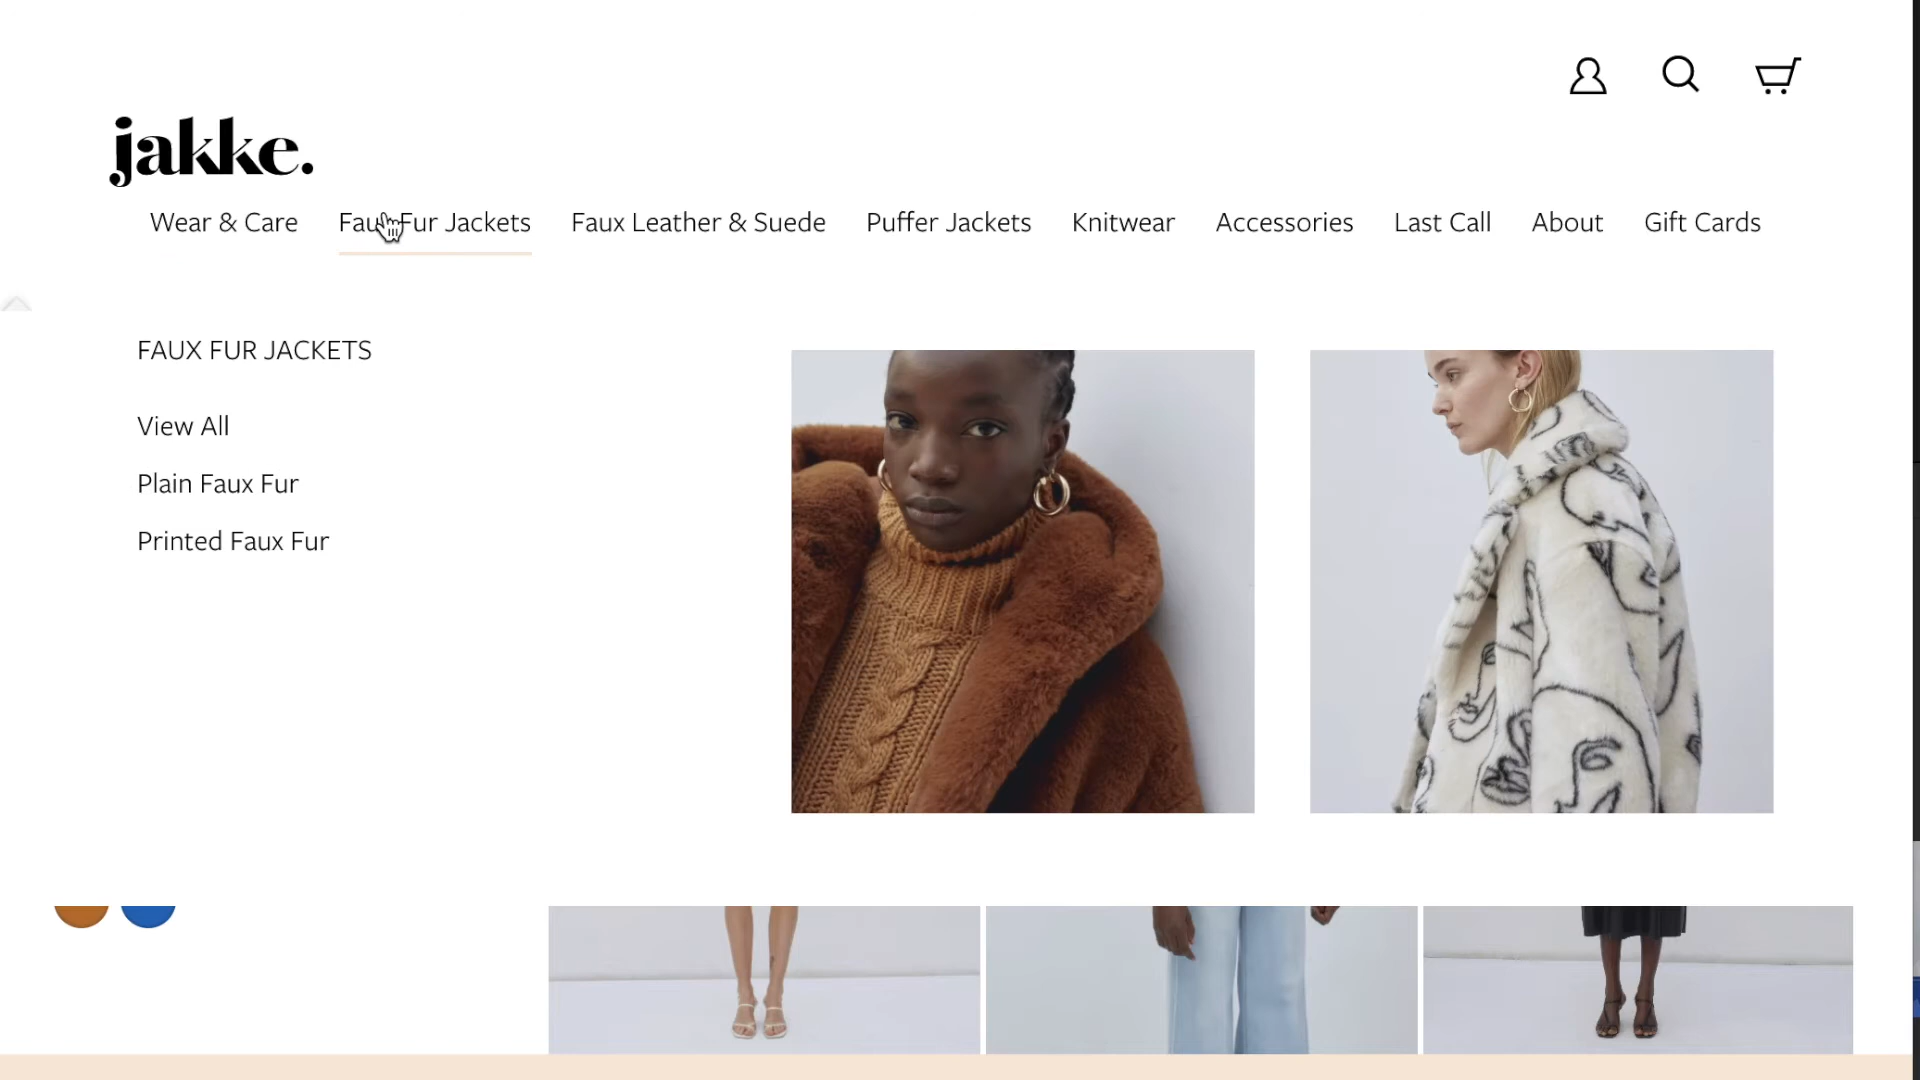 jakke.
Wear & Care Faux Fur Jackets Faux Leather & Suede Puffer Jackets Knitwear Accessories Last Call About Gift Cards
FAUX FUR JACKETS
View All
Plain Faux Fur
Printed Faux Fur